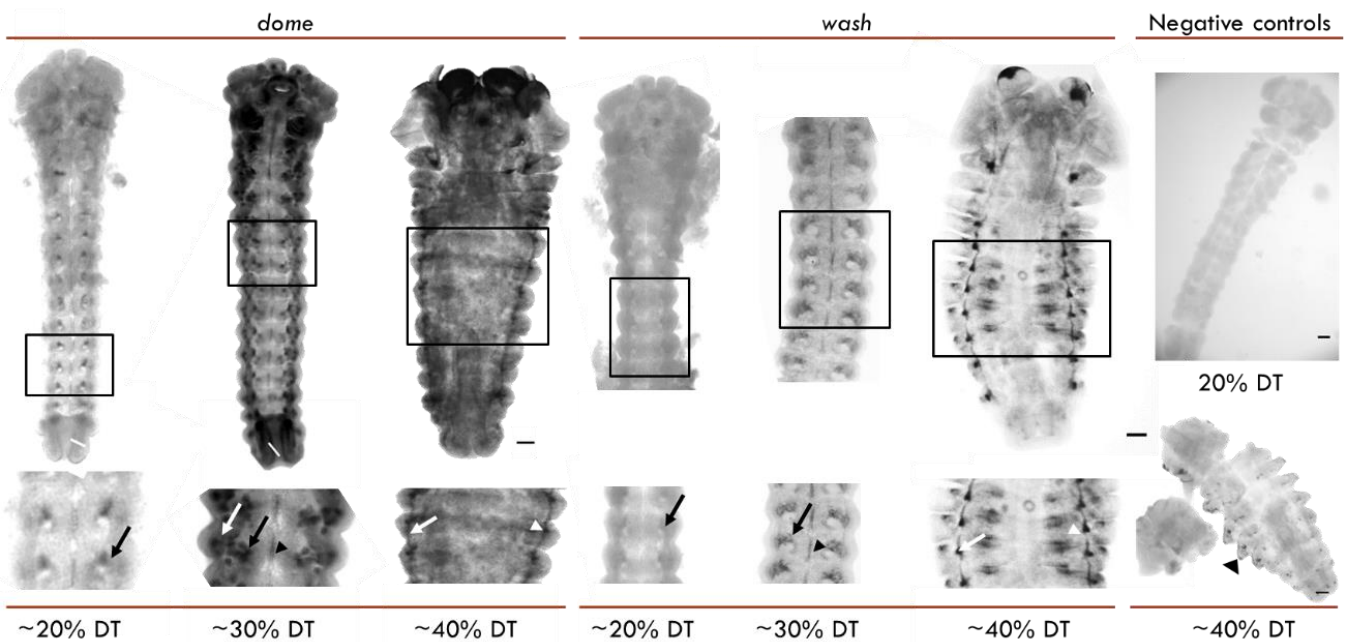 dome
wash
Negative controls
20% DT
~20% DT
~30% DT
~40% DT
~20% DT
~30% DT
~40% DT
~40% DT